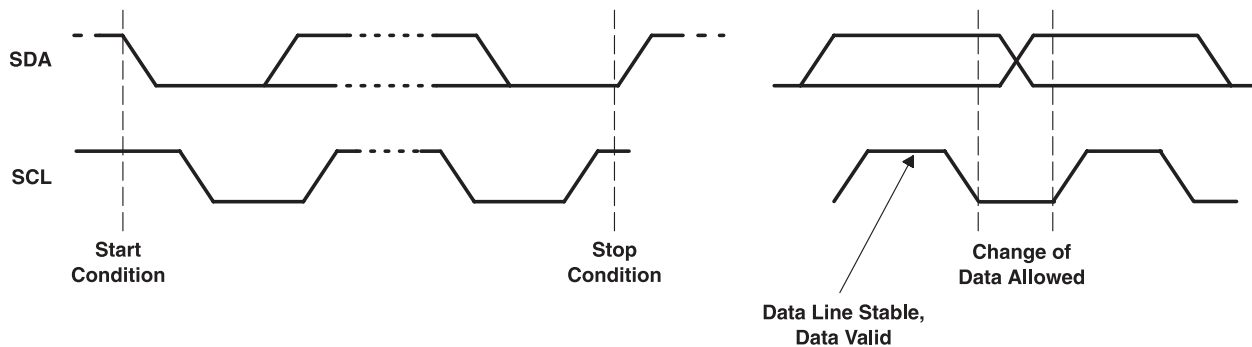 SDA
SCL
Start
Condition
Stop
Condition
Change of
Data Allowed
Data Line Stable,
Data Valid